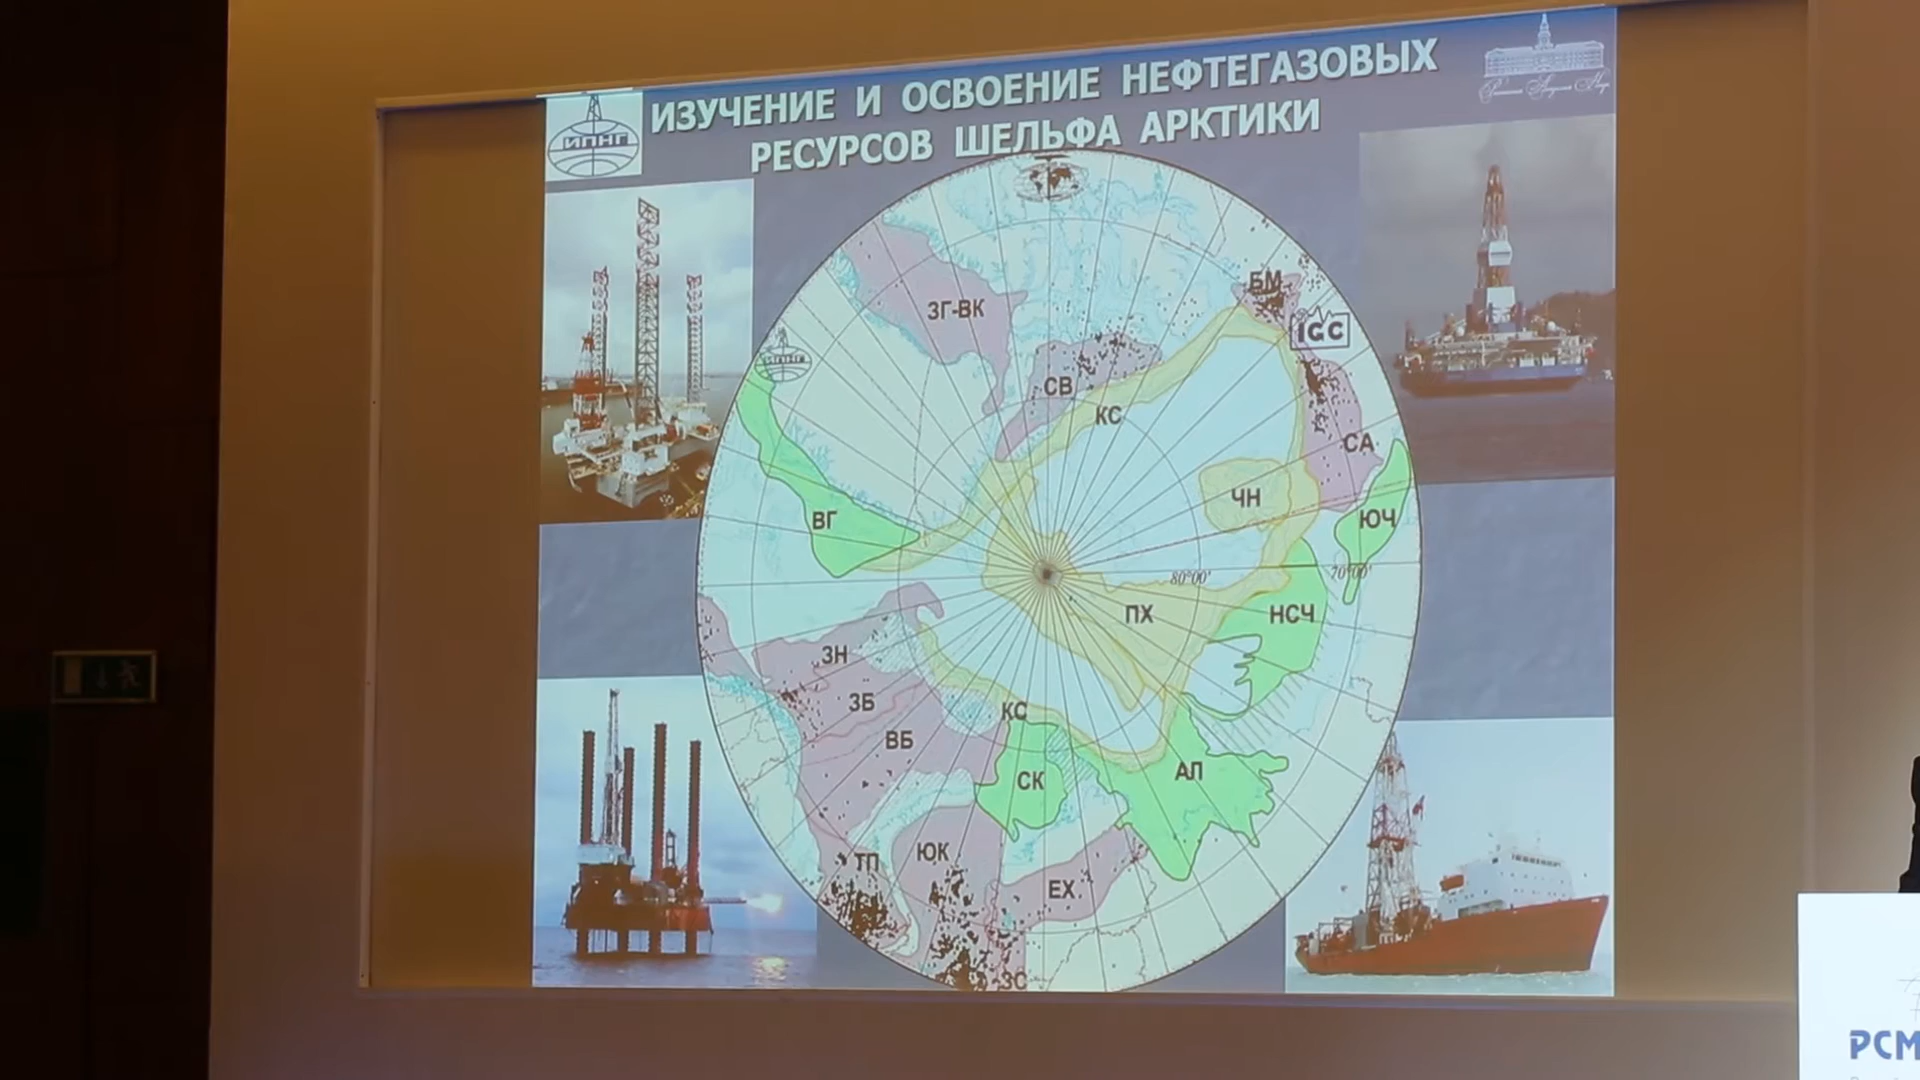 ИЗУЧЕНИЕ И ОСВОЕНИЕ НЕФТЕГАЗОВЫХ
РЕСУРСОВ ШЕЛЬФА АРКТИКИ
ИПНГ
БМ
ЗГ-ВК
IGC
ИПНГ
СВ
КС
СА
ЧН
ВГ
ЮЧ
80°00'
70°00'
ПХ
НСЧ
ЗН
ЗБ
КС
ВБ
СК
АЛ
ТП
ЮК
ЕХ
ЗС
РСМ